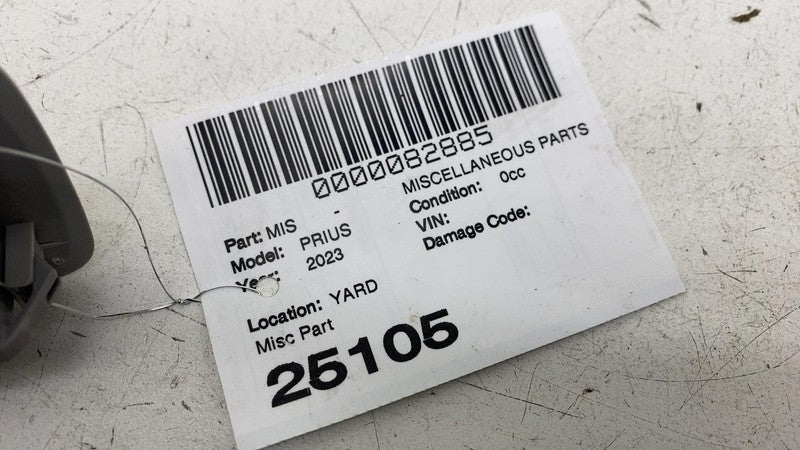 0000082885
Part: MIS - MISCELLANEOUS PARTS
Model: PRIUS Condition: 0cc
Year: 2023 VIN:
Damage Code:
Location: YARD
Misc Part
25105